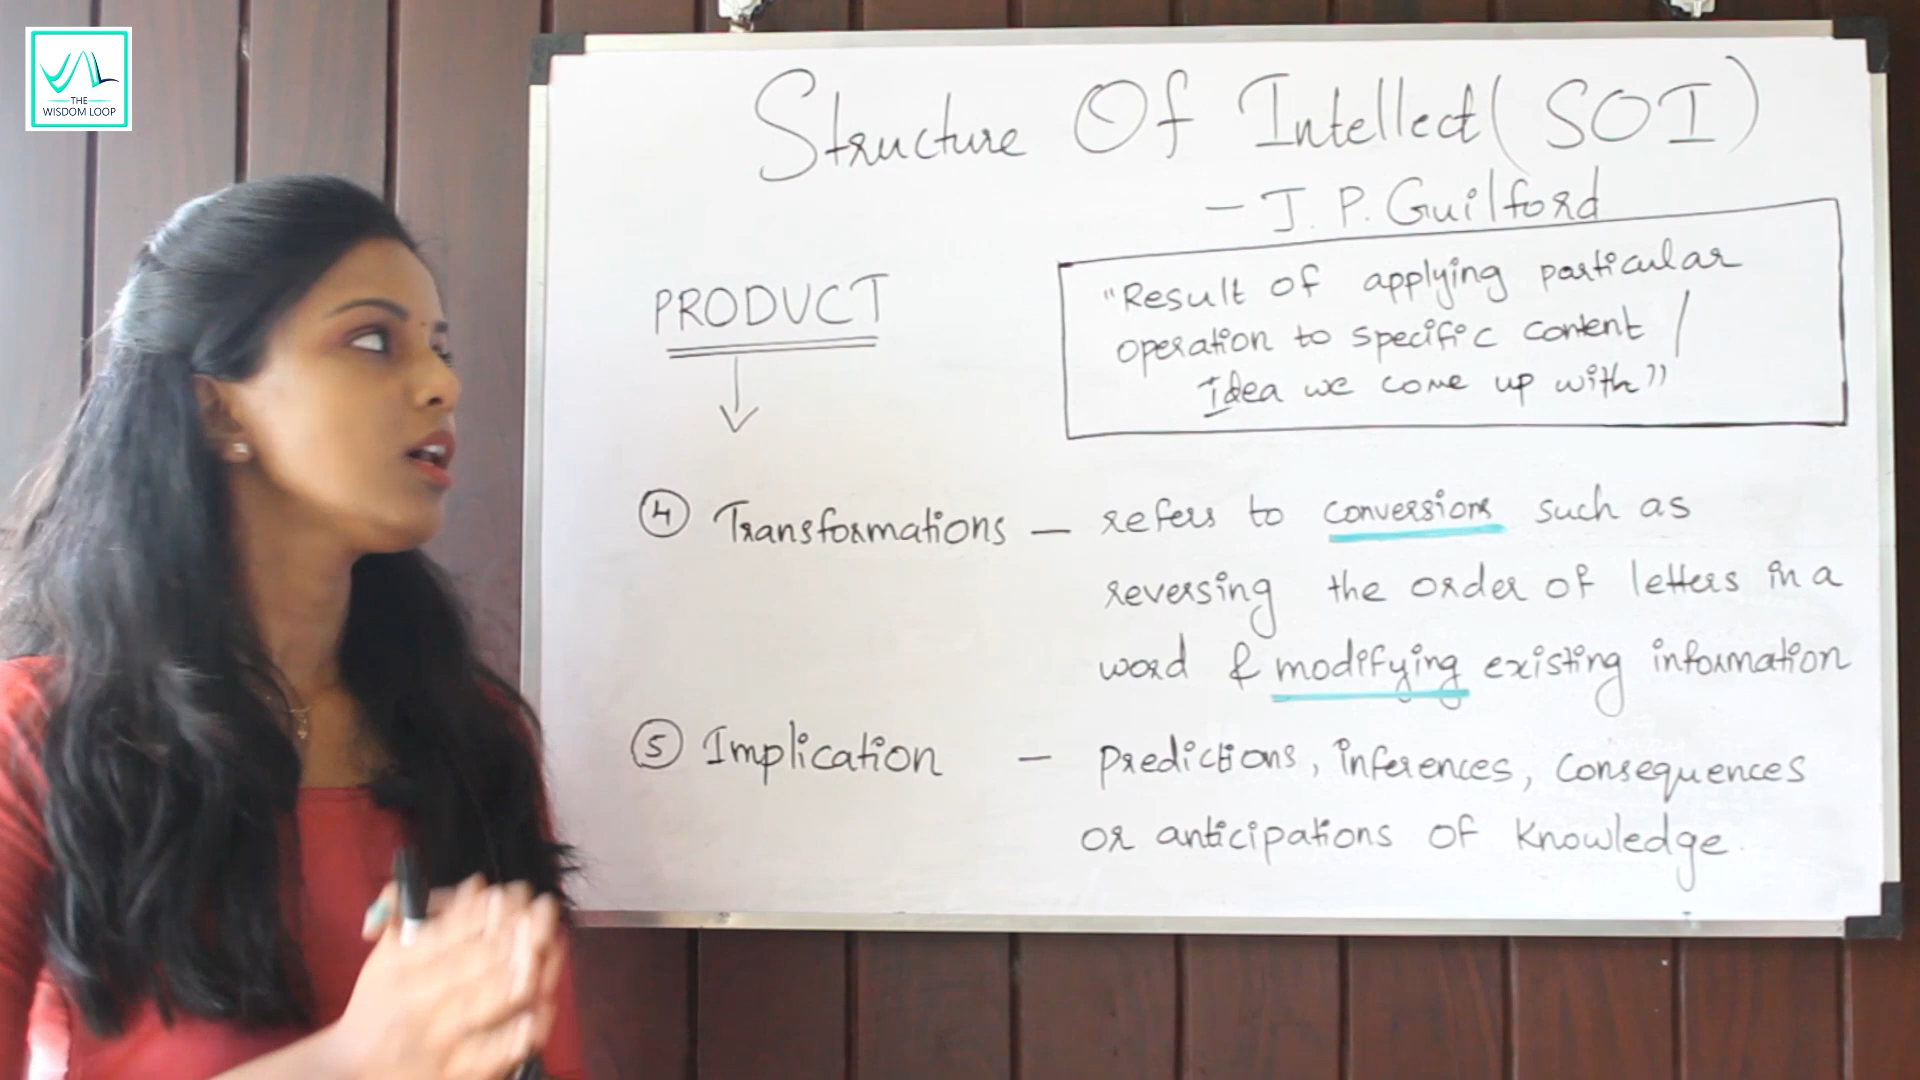 THE
WISDOM LOOP
Structure Of Intellect (SOI)
- J. P. Guilford
PRODUCT
"Result of applying particular
operation to specific content /
Idea we come up with"
4 Transformations - refers to conversions such as
reversing the order of letters in a
word & modifying existing information
5 Implication - predictions, inferences, consequences
or anticipations of knowledge.